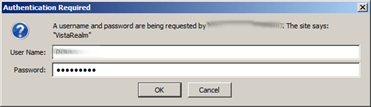 Authentication Required
A username and password are being requested by The site says:
"VistaRealm"
User Name:
Password: •••••••••
OK Cancel